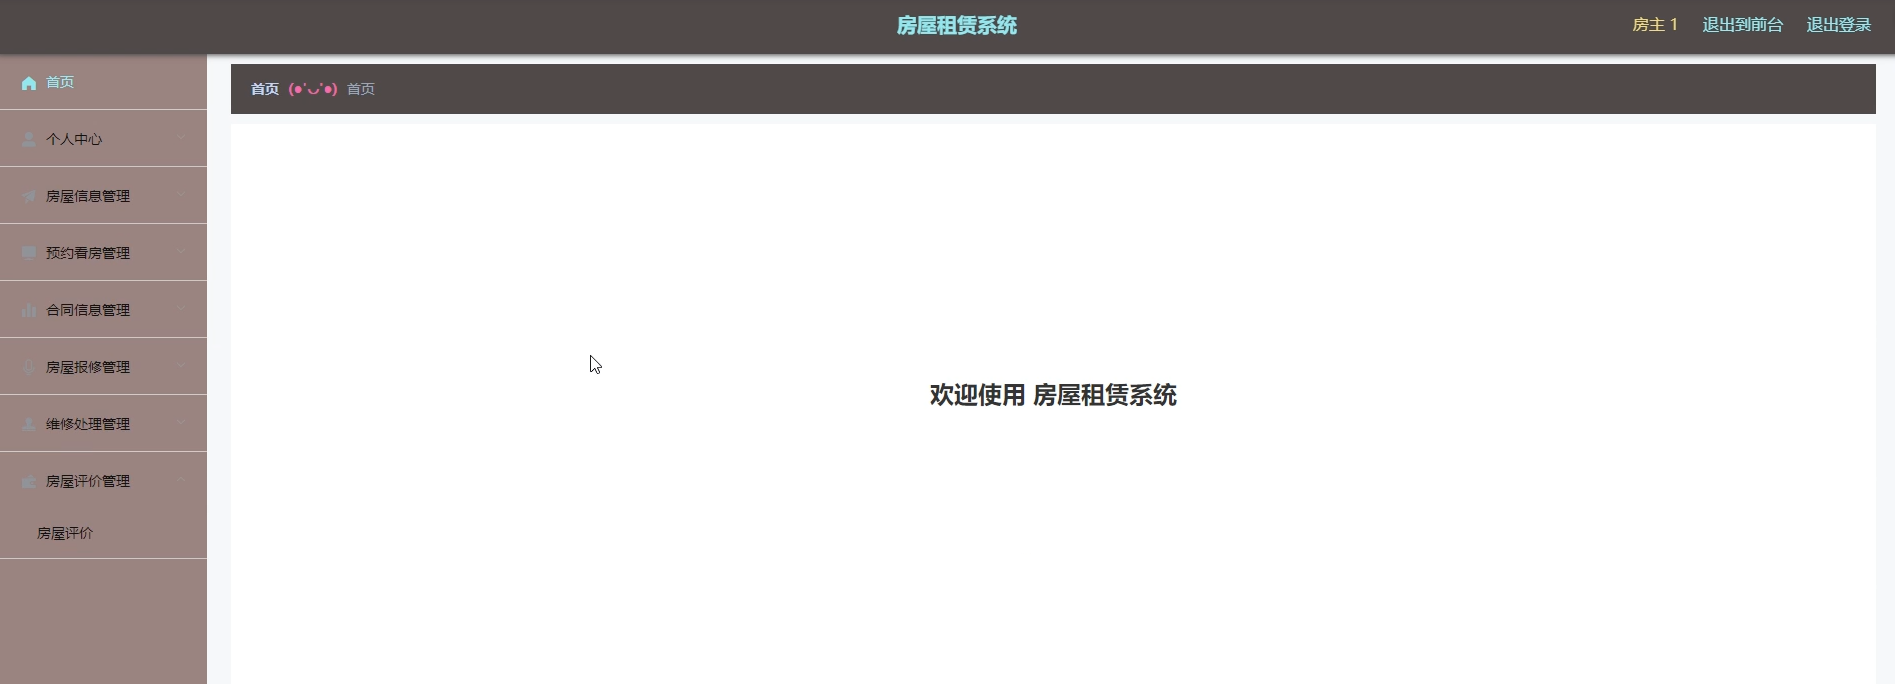 房屋租赁系统
房主 1 退出到前台 退出登录
首页
个人中心
房屋信息管理
预约看房管理
合同信息管理
房屋报修管理
维修处理管理
房屋评价管理
房屋评价
首页 (●'◡'●) 首页
欢迎使用 房屋租赁系统